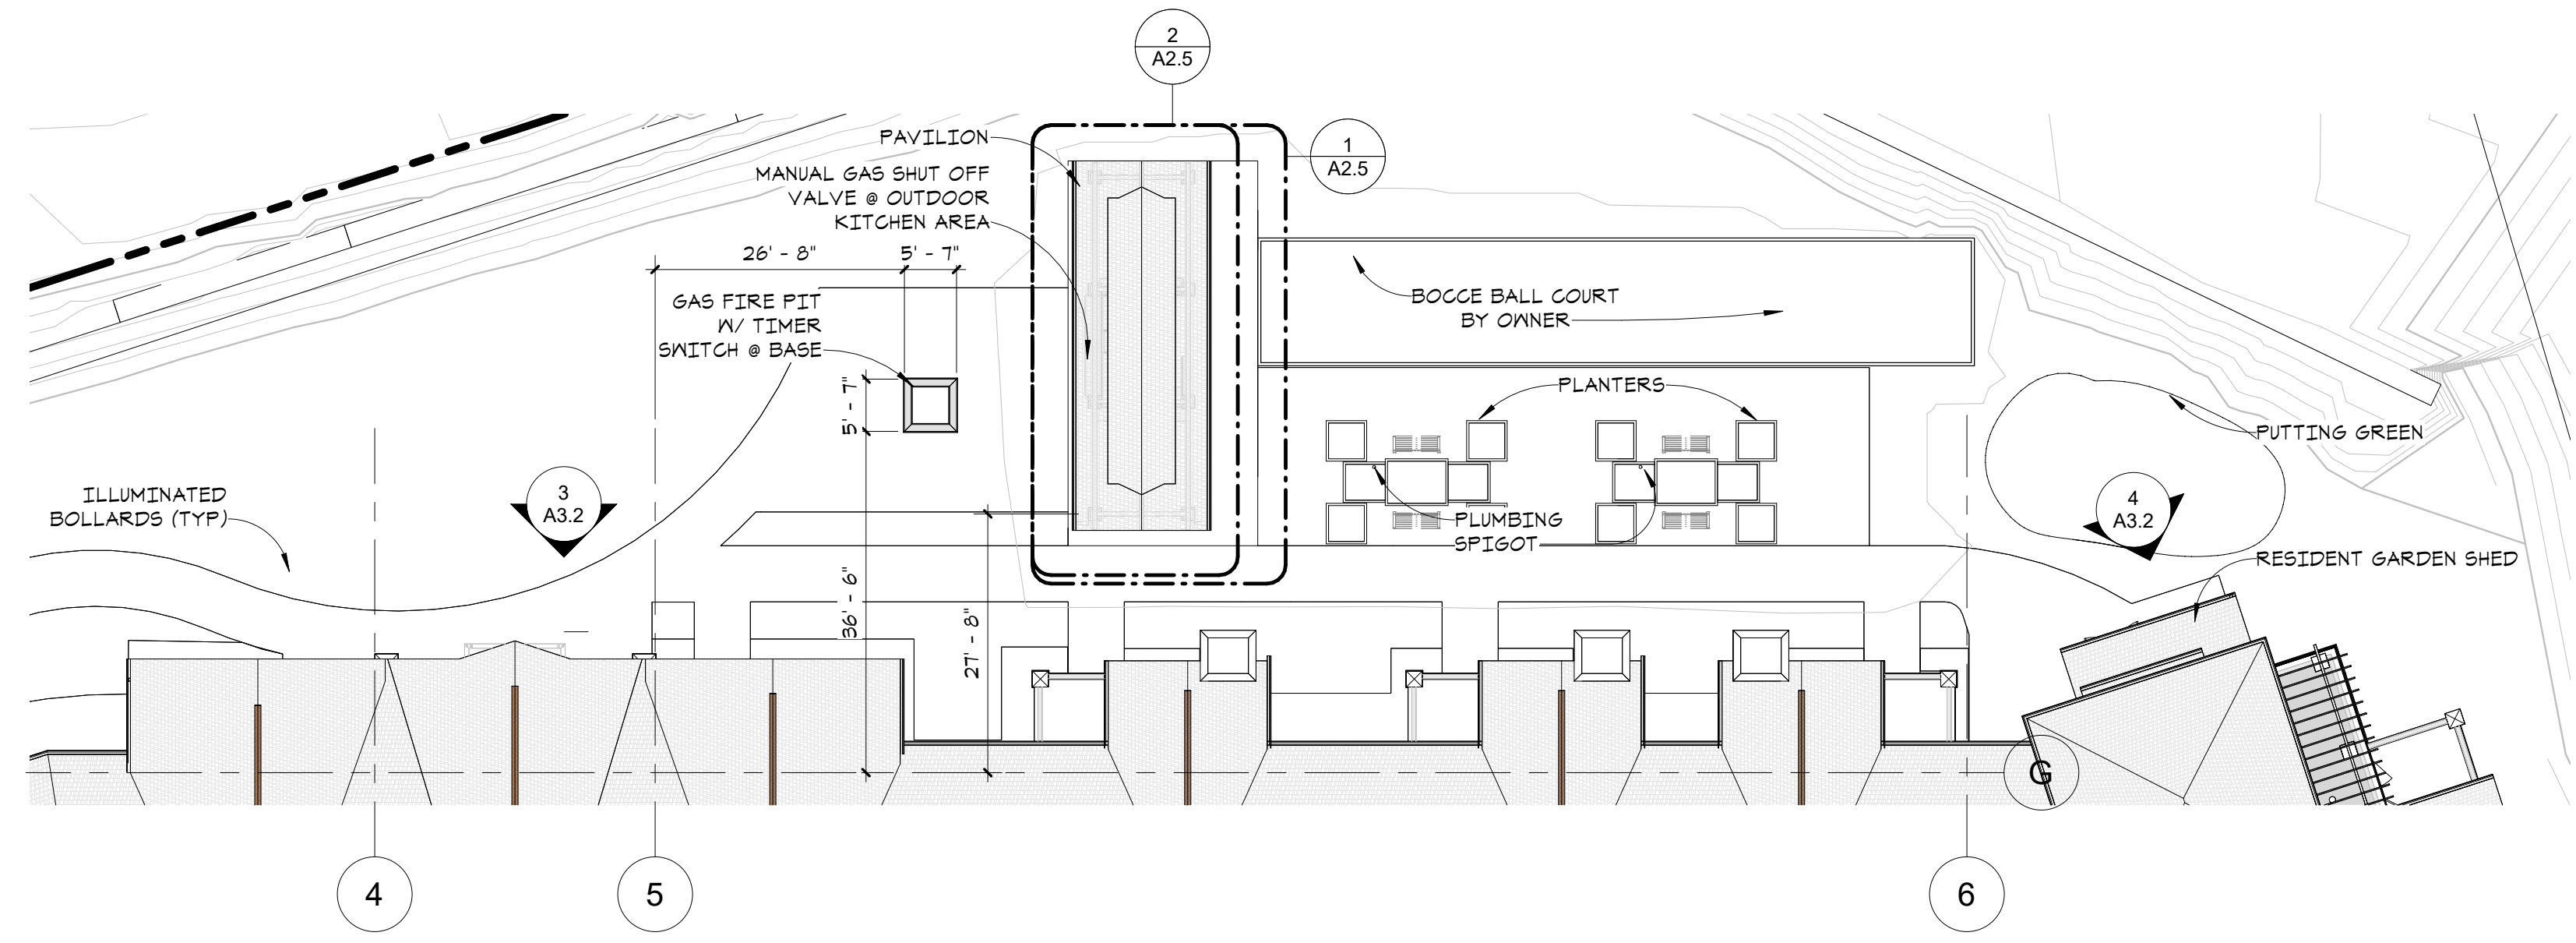 2
A2.5
PAVILION
1
A2.5
MANUAL GAS SHUT OFF
VALVE @ OUTDOOR
KITCHEN AREA
26' - 8"
5' - 7"
GAS FIRE PIT
W/ TIMER
SWITCH @ BASE
BOCCE BALL COURT
BY OWNER
5' - 7"
PLANTERS
PUTTING GREEN
ILLUMINATED
BOLLARDS (TYP)
3
A3.2
4
A3.2
PLUMBING
SPIGOT
RESIDENT GARDEN SHED
36' - 6"
27' - 8"
G
4
5
6